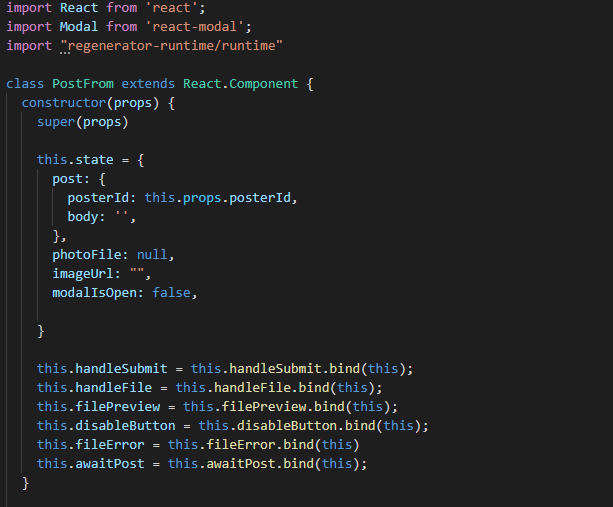 import React from 'react';
import Modal from 'react-modal';
import "regenerator-runtime/runtime"
class PostFrom extends React.Component {
constructor(props) {
super(props)
this.state = {
post: {
posterId: this.props.posterId,
body: '',
},
photoFile: null,
imageUrl: "",
modalIsOpen: false,
}
this.handleSubmit = this.handleSubmit.bind(this);
this.handleFile = this.handleFile.bind(this);
this.filePreview = this.filePreview.bind(this);
this.disableButton = this.disableButton.bind(this);
this.fileError = this.fileError.bind(this)
this.awaitPost = this.awaitPost.bind(this);
}